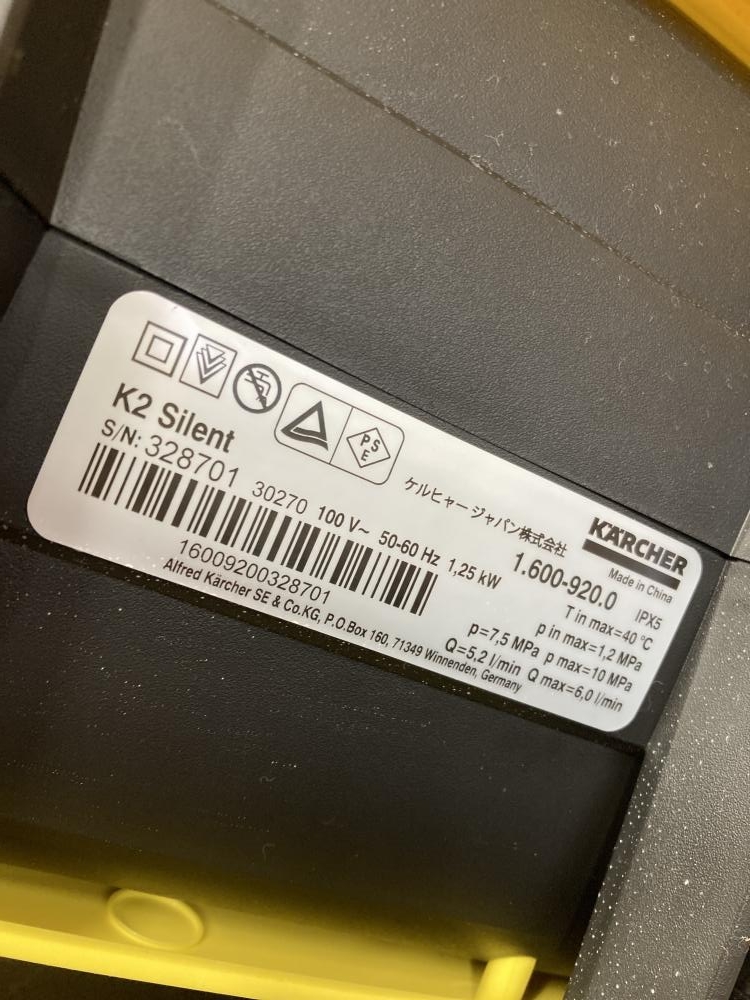 PSE
K2 Silent
S/N: 328701 30270 100 V~ 50-60 Hz 1,25 kW
16009200328701
Alfred Kärcher SE & Co.KG, P.O.Box 160, 71349 Winnenden, Germany
ケルヒャー ジャパン株式会社
KÄRCHER
Made in China
1.600-920.0 IPX5
T in max=40 °C
p in max=1,2 MPa
p=7,5 MPa p max=10 MPa
Q=5,2 l/min Q max=6,0 l/min